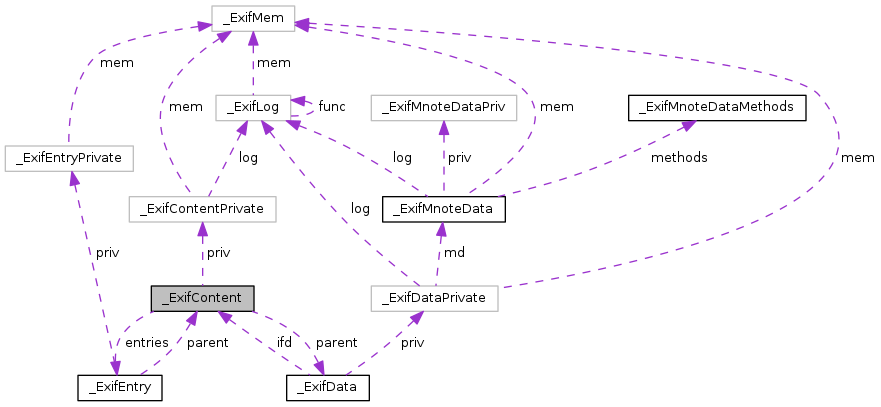 _ExifMem
mem
_ExifLog
mem
func
_ExifMnoteDataPriv
mem
_ExifMnoteDataMethods
_ExifEntryPrivate
mem
log
log
priv
methods
mem
_ExifContentPrivate
log
_ExifMnoteData
priv
priv
md
_ExifContent
_ExifDataPrivate
entries
parent
ifd
parent
priv
_ExifEntry
_ExifData